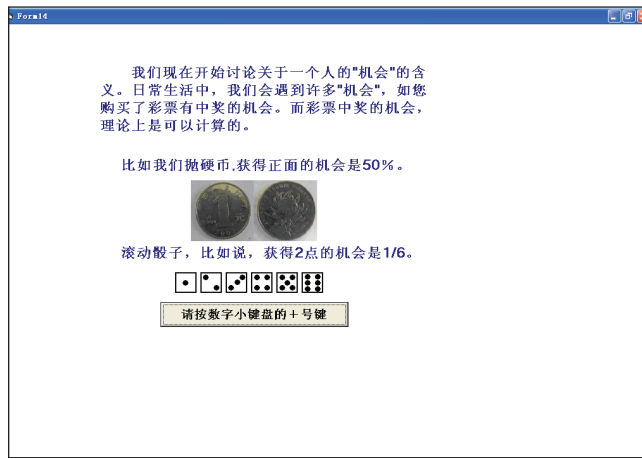 Form14
我们现在开始讨论关于一个人的"机会"的含
义。日常生活中，我们会遇到许多"机会"，如您
购买了彩票有中奖的机会。而彩票中奖的机会，
理论上是可以计算的。
比如我们抛硬币,获得正面的机会是50%。
1元
滚动骰子，比如说，获得2点的机会是1/6。
请按数字小键盘的＋号键